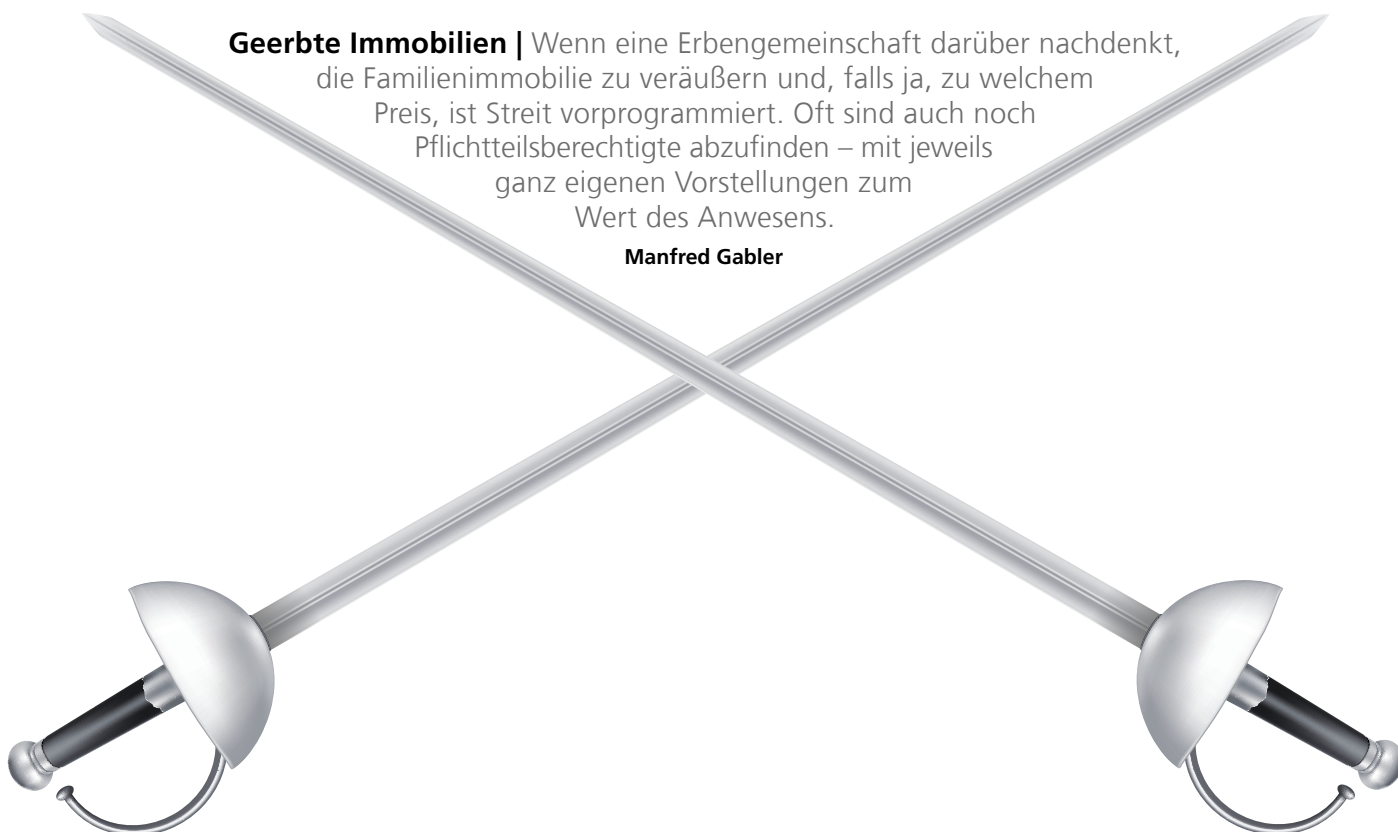 Geerbte Immobilien | Wenn eine Erbengemeinschaft darüber nachdenkt,
die Familienimmobilie zu veräußern und, falls ja, zu welchem
Preis, ist Streit vorprogrammiert. Oft sind auch noch
Pflichtteilsberechtigte abzufinden – mit jeweils
ganz eigenen Vorstellungen zum
Wert des Anwesens.
Manfred Gabler